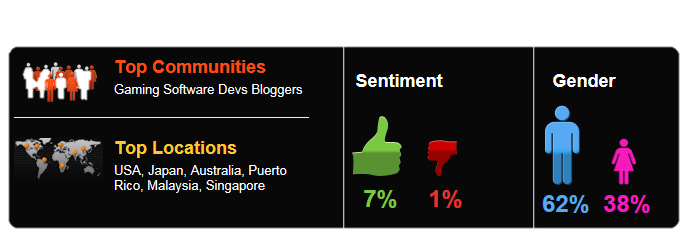 Top Communities
Gaming Software Devs Bloggers
Top Locations
USA, Japan, Australia, Puerto
Rico, Malaysia, Singapore
Sentiment
7%
1%
Gender
62%
38%